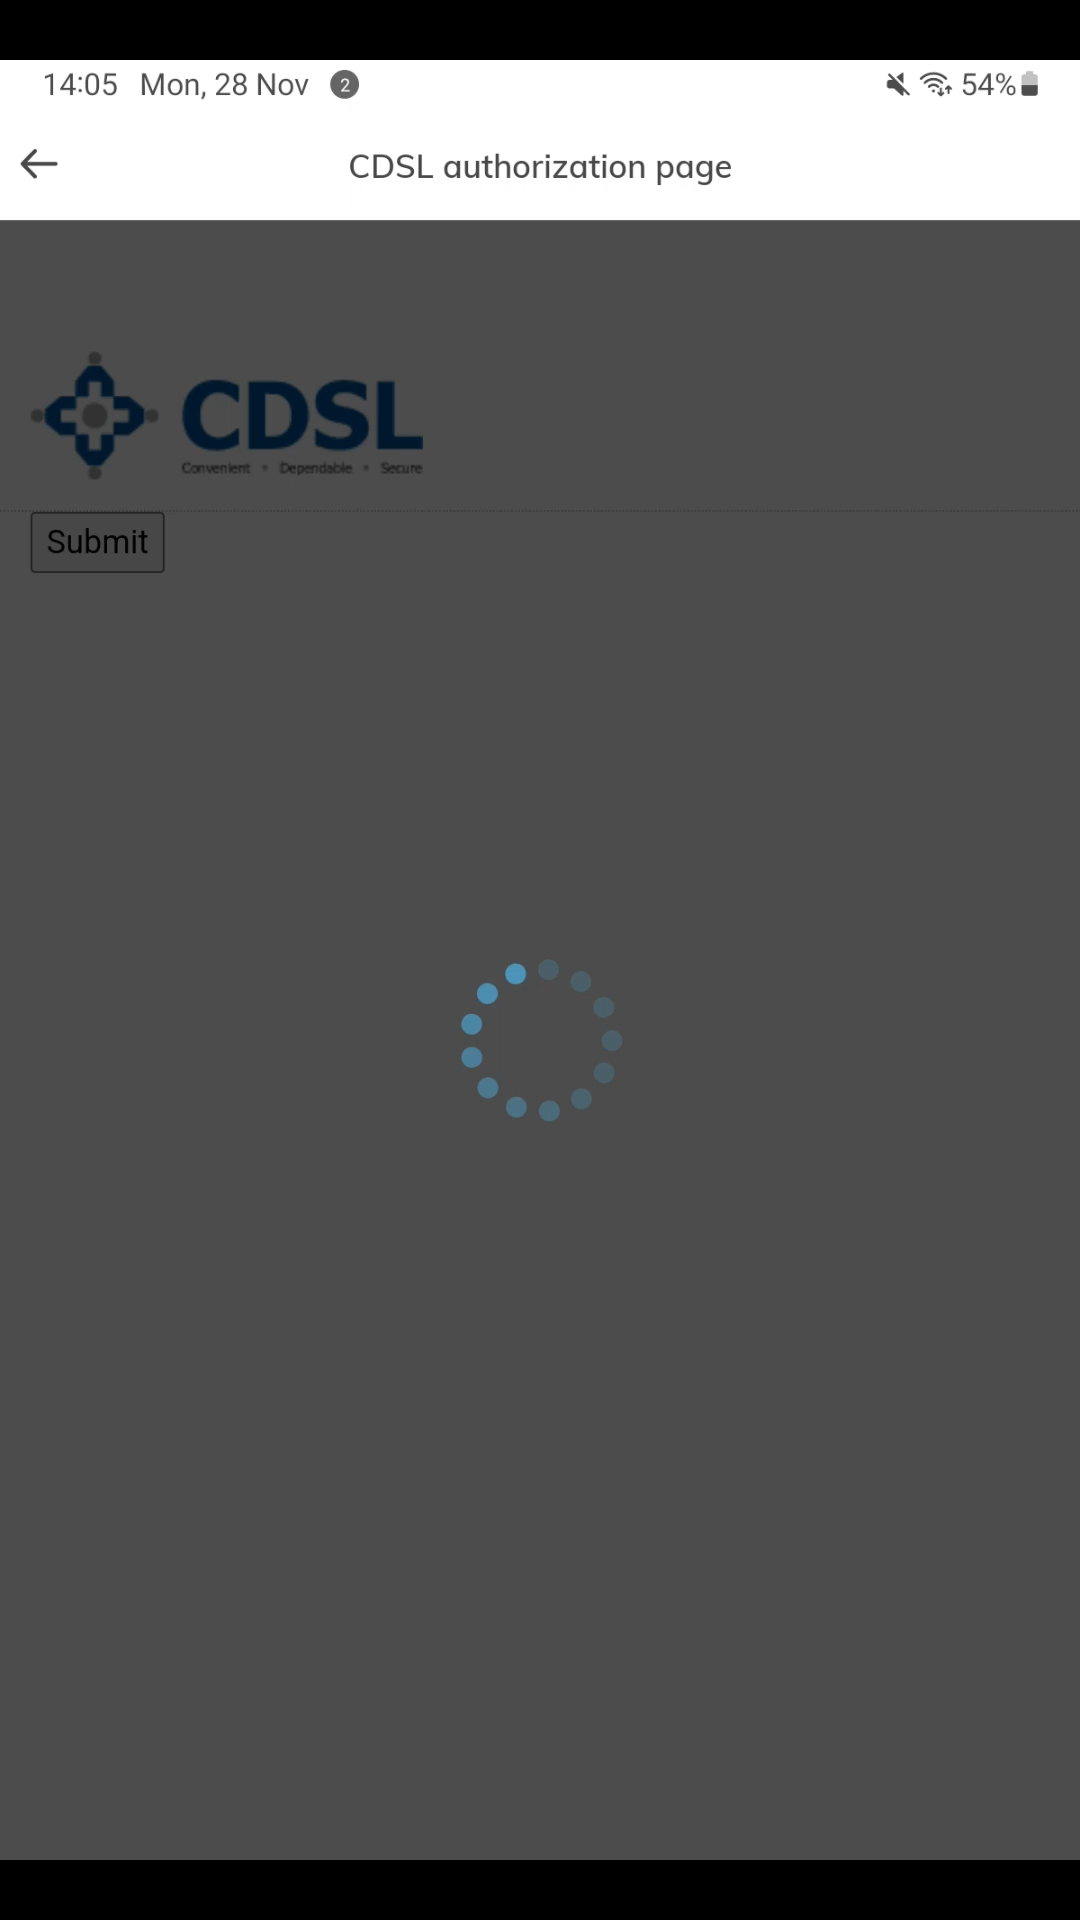 14:05 Mon, 28 Nov 2 54%
CDSL authorization page
CDSL
Convenient • Dependable • Secure
Submit